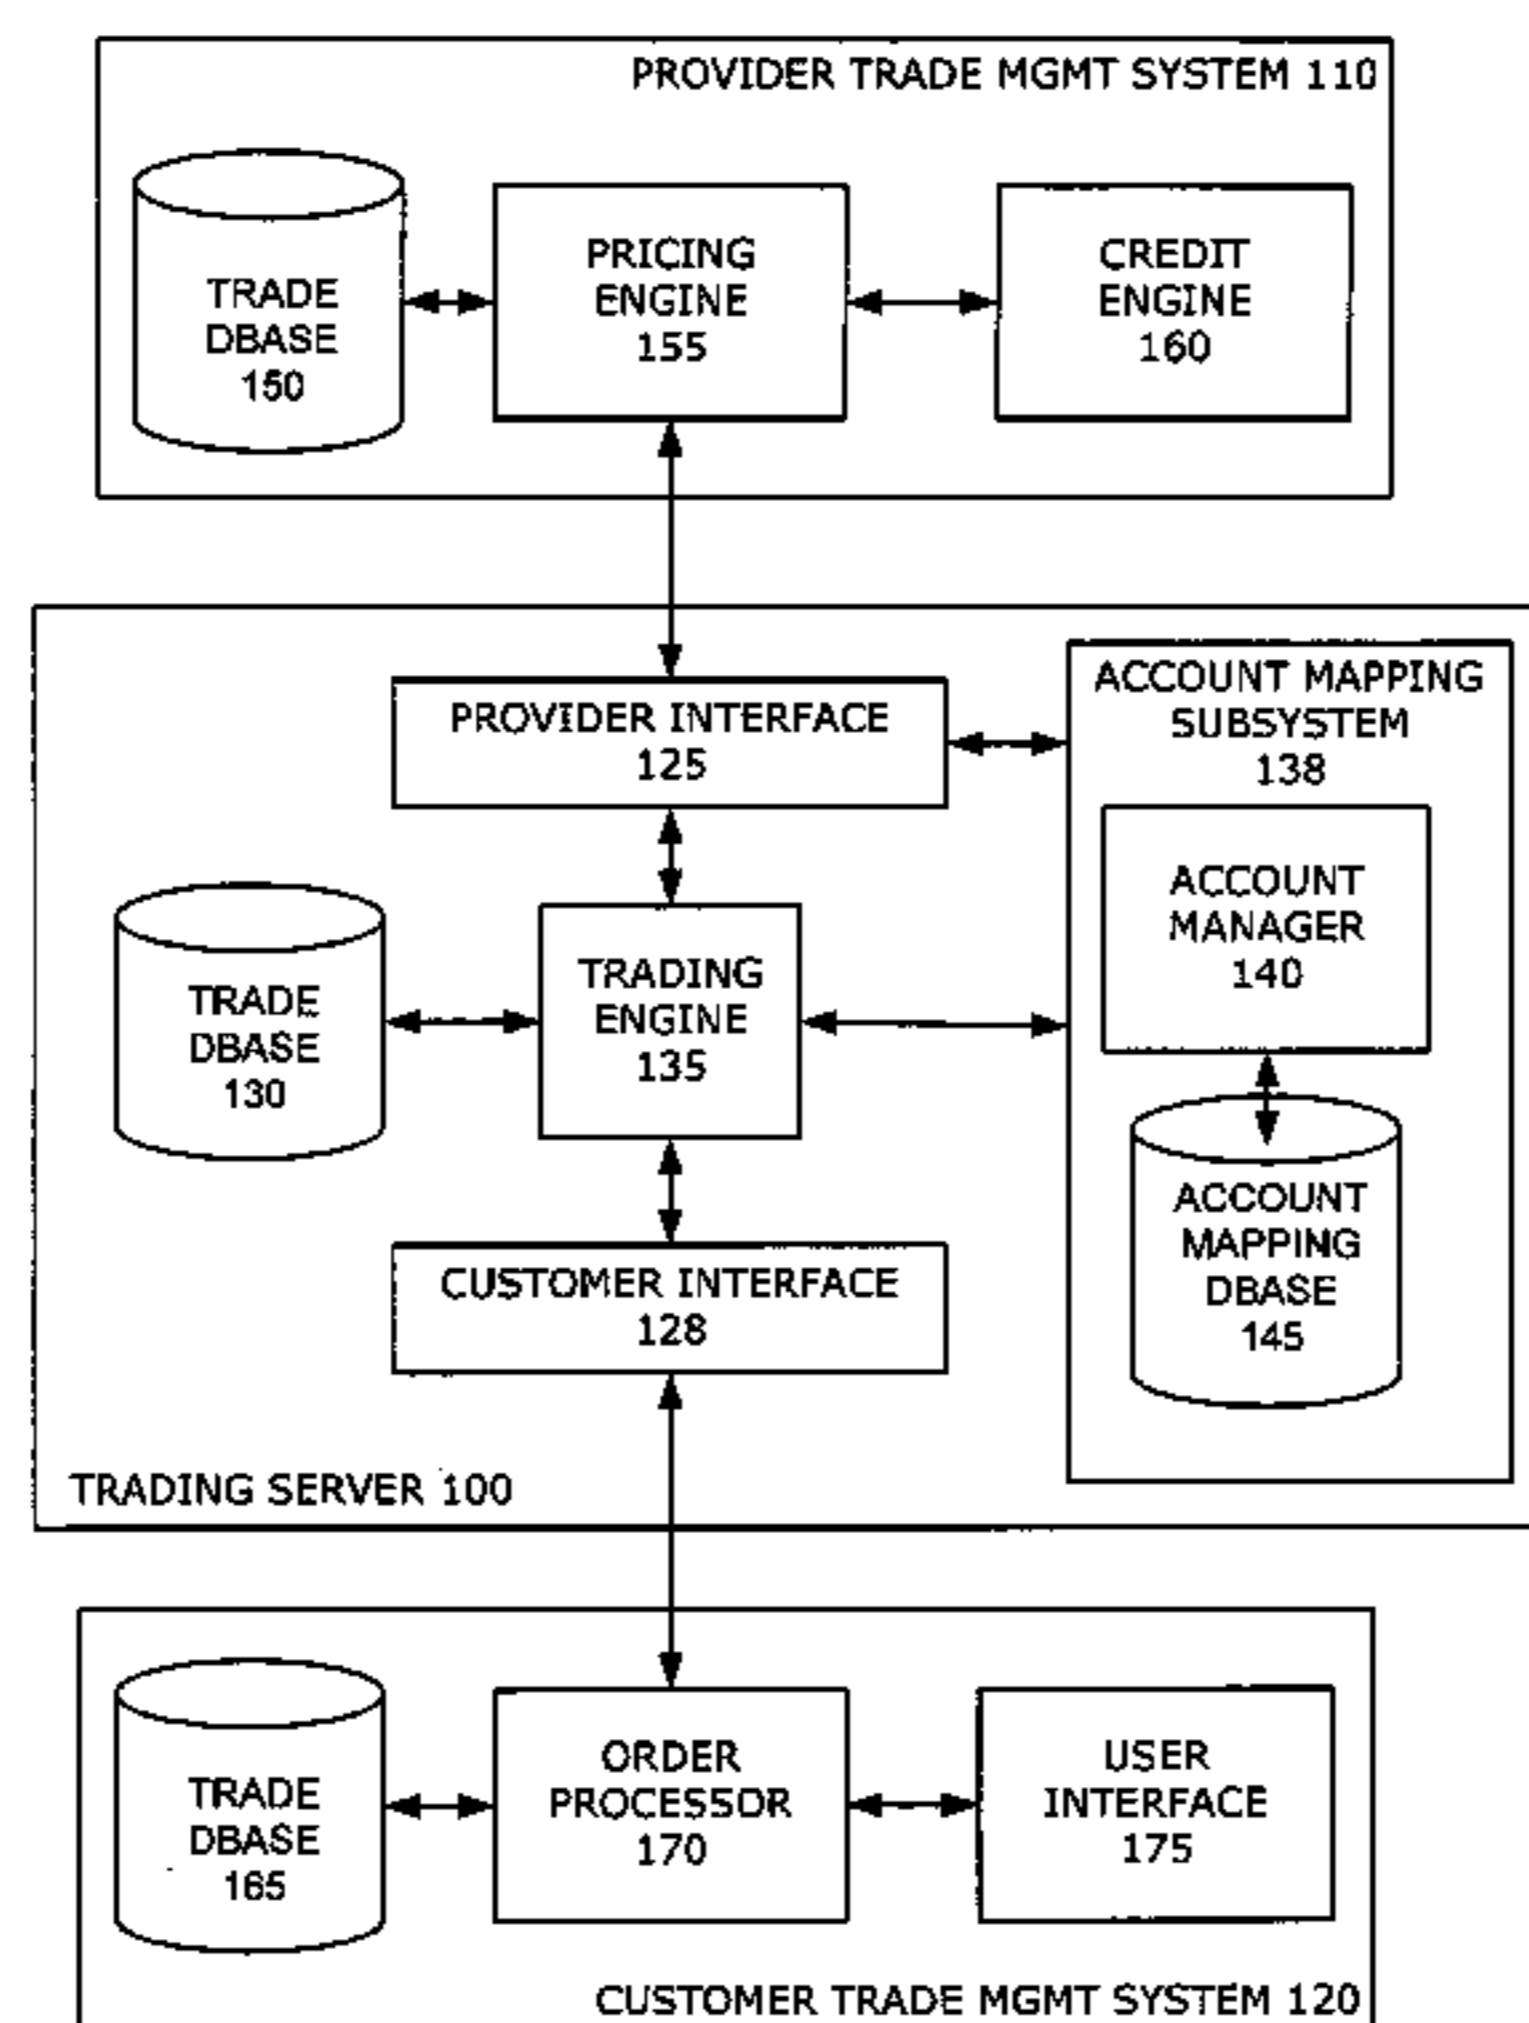 PROVIDER TRADE MGMT SYSTEM 110
TRADE
DBASE
150
PRICING
ENGINE
155
CREDIT
ENGINE
160
PROVIDER INTERFACE
125
ACCOUNT MAPPING
SUBSYSTEM
138
ACCOUNT
MANAGER
140
TRADE
DBASE
130
TRADING
ENGINE
135
ACCOUNT
MAPPING
DBASE
145
CUSTOMER INTERFACE
128
TRADING SERVER 100
TRADE
DBASE
165
ORDER
PROCESSOR
170
USER
INTERFACE
175
CUSTOMER TRADE MGMT SYSTEM 120